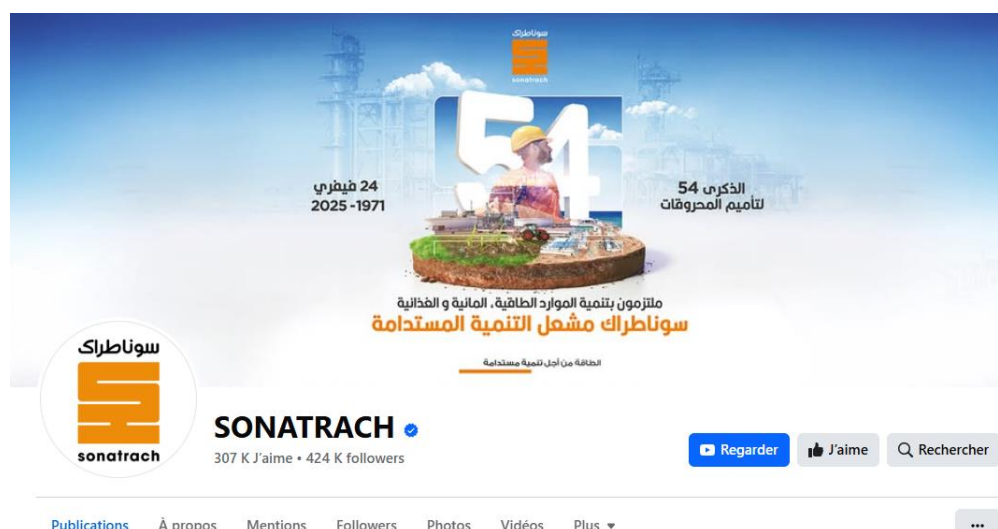 سوناطراك
sonatrach
54
24 فيفري
1971- 2025
الذكرى 54
لتأميم المحروقات
ملتزمون بتنمية الموارد الطاقية، المائية و الغذائية
سوناطراك مشعل التنمية المستدامة
الطاقة من أجل تنمية مستدامة
سوناطراك
sonatrach
SONATRACH
307 K J'aime • 424 K followers
Regarder
J'aime
Rechercher
Publications À propos Mentions Followers Photos Vidéos Plus
...